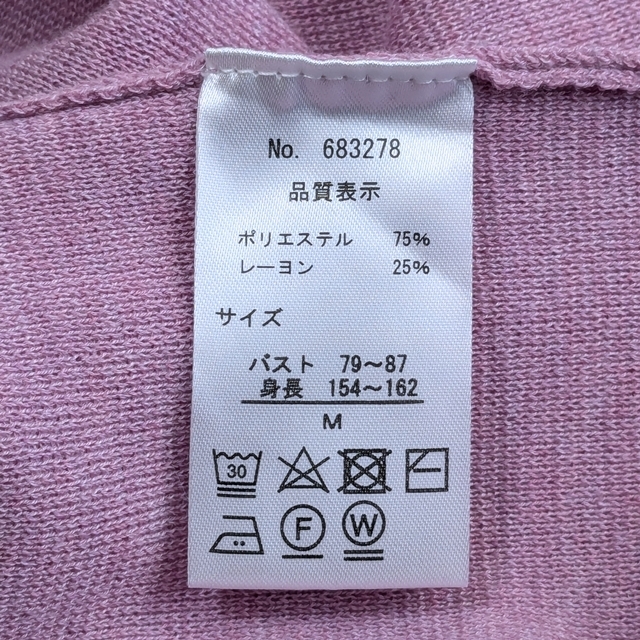 No. 683278
品質表示
ポリエステル 75%
レーヨン 25%
サイズ
バスト 79～87
身長 154～162
M
30
F W